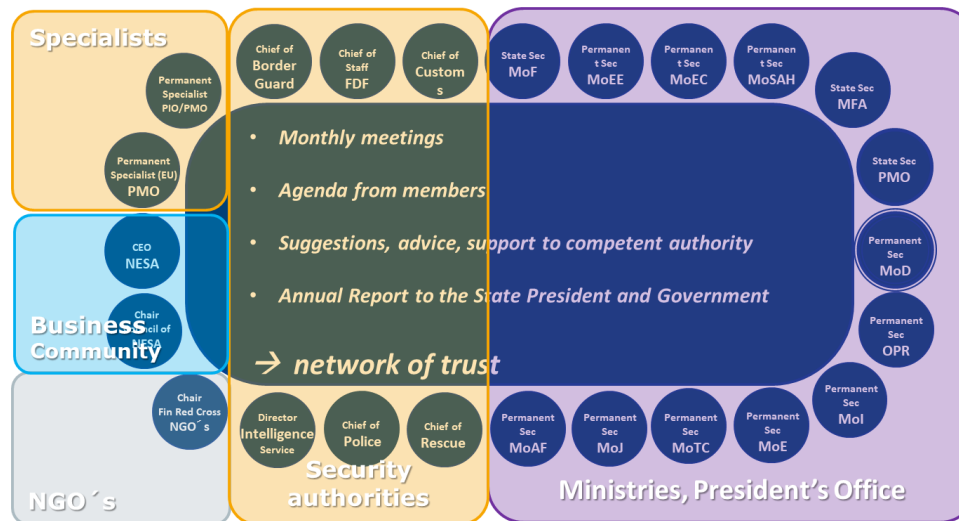 Specialists
Chief of
Border
Guard
Chief of
Staff
FDF
Chief of
Custom
s
State Sec
MoF
Permanen
t Sec
MoEE
Permanen
t Sec
MoEC
Permanen
t Sec
MoSAH
State Sec
MFA
Permanent
Specialist
PIO/PMO
Permanent
Specialist (EU)
PMO
State Sec
PMO
• Monthly meetings
• Agenda from members
• Suggestions, advice, support to competent authority
• Annual Report to the State President and Government
→ network of trust
CEO
NESA
Permanent
Sec
MoD
Chair
Council of
NESA
Business
Community
Permanent
Sec
OPR
Chair
Fin Red Cross
NGO´s
Permanent
Sec
MoI
Director
Intelligence
Service
Chief of
Police
Chief of
Rescue
Permanent
Sec
MoAF
Permanent
Sec
MoJ
Permanent
Sec
MoTC
Permanent
Sec
MoE
NGO´s
Security
authorities
Ministries, President’s Office